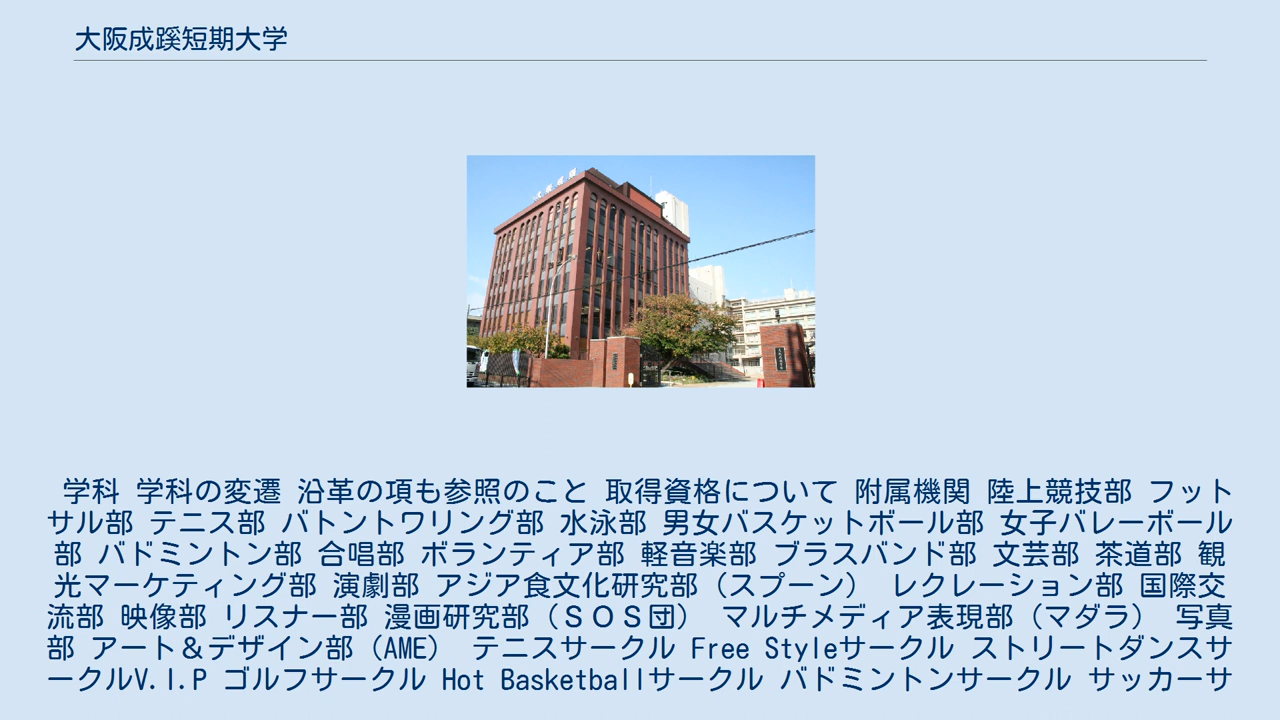 大阪成蹊短期大学
学科 学科の変遷 沿革の項も参照のこと 取得資格について 附属機関 陸上競技部 フット
サル部 テニス部 バトントワリング部 水泳部 男女バスケットボール部 女子バレーボール
部 バドミントン部 合唱部 ボランティア部 軽音楽部 ブラスバンド部 文芸部 茶道部 観
光マーケティング部 演劇部 アジア食文化研究部（スプーン） レクレーション部 国際交
流部 映像部 リスナー部 漫画研究部（ＳＯＳ団） マルチメディア表現部（マダラ） 写真
部 アート＆デザイン部（AME） テニスサークル Free Styleサークル ストリートダンスサ
ークルV.I.P ゴルフサークル Hot Basketballサークル バドミントンサークル サッカーサ